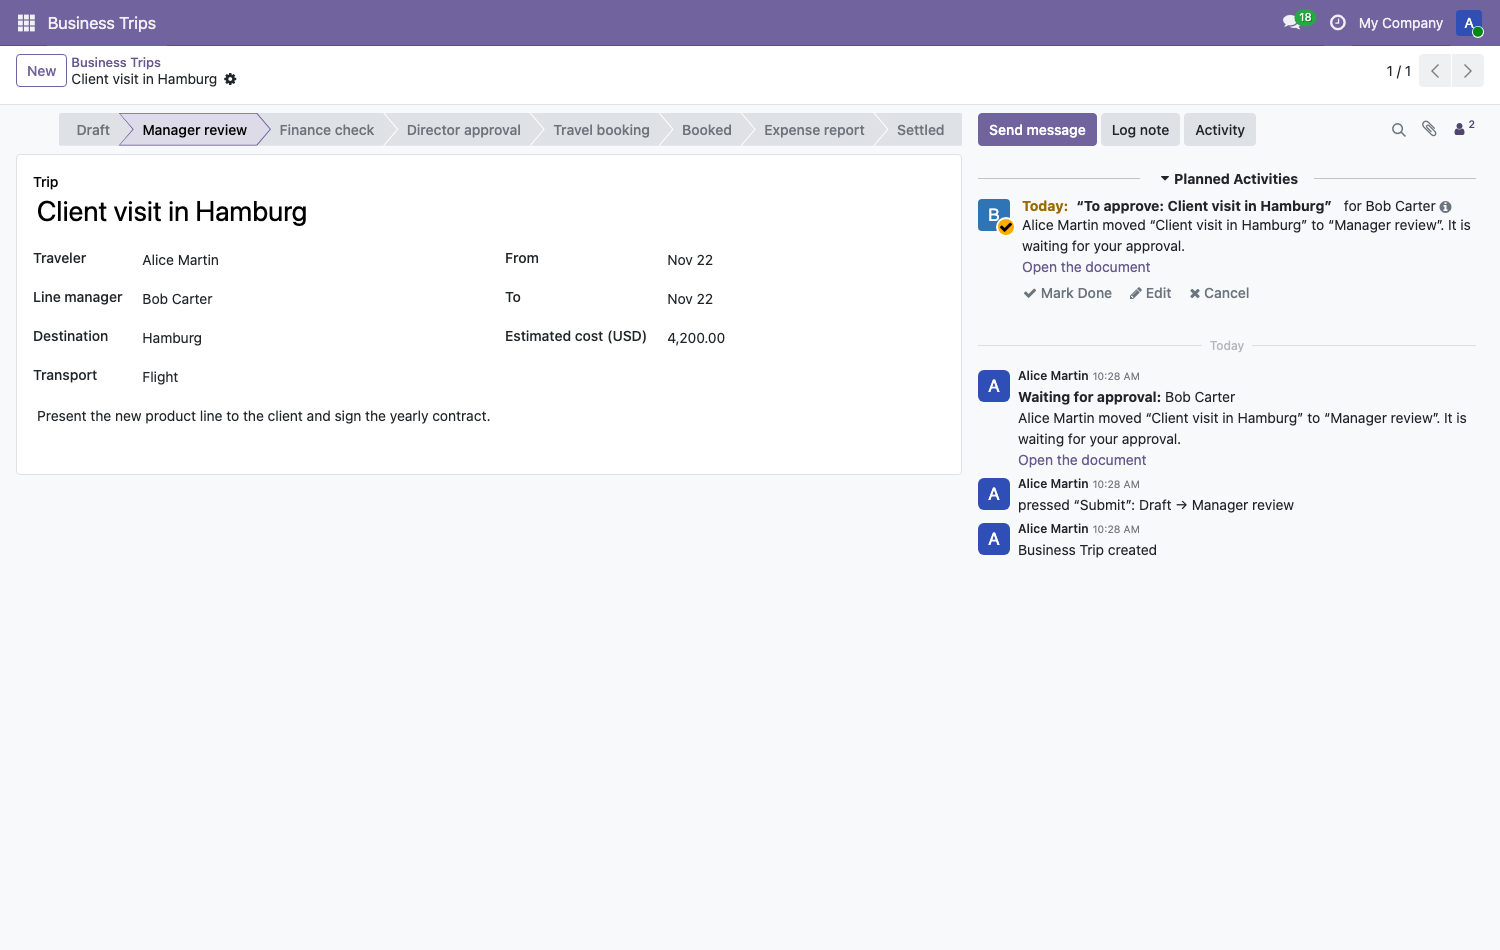 Business Trips
18
My Company
A
New
Business Trips
Client visit in Hamburg
1 / 1
Draft
Manager review
Finance check
Director approval
Travel booking
Booked
Expense report
Settled
Send message
Log note
Activity
2
Trip
Client visit in Hamburg
Traveler
Alice Martin
Line manager
Bob Carter
Destination
Hamburg
Transport
Flight
From
Nov 22
To
Nov 22
Estimated cost (USD)
4,200.00
Present the new product line to the client and sign the yearly contract.
Planned Activities
B
Today: “To approve: Client visit in Hamburg” for Bob Carter
Alice Martin moved “Client visit in Hamburg” to “Manager review”. It is
waiting for your approval.
Open the document
Mark Done
Edit
Cancel
Today
A
Alice Martin 10:28 AM
Waiting for approval: Bob Carter
Alice Martin moved “Client visit in Hamburg” to “Manager review”. It is
waiting for your approval.
Open the document
A
Alice Martin 10:28 AM
pressed “Submit”: Draft → Manager review
A
Alice Martin 10:28 AM
Business Trip created